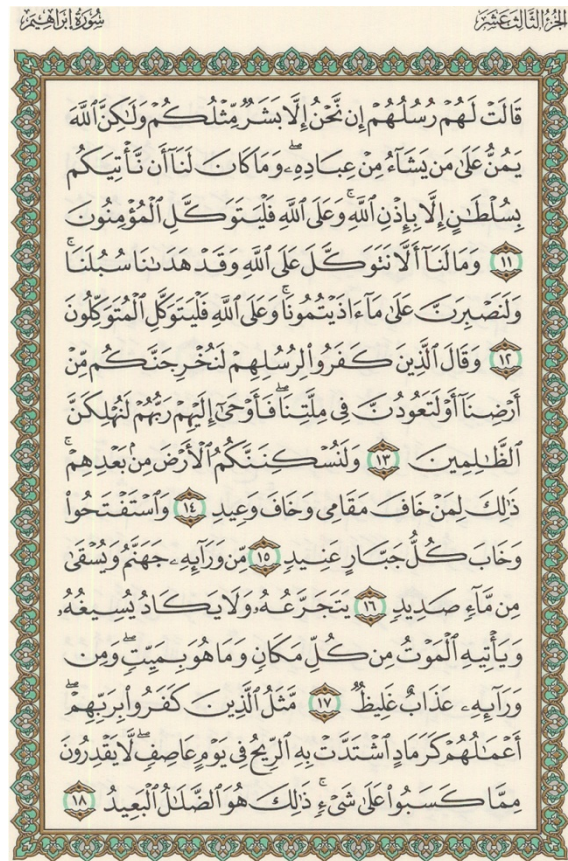 الجزء الثالث عشر
سورة إبراهيم
قَالَتْ لَهُمْ رُسُلُهُمْ إِن نَّحْنُ إِلَّا بَشَرٌ مِّثْلُكُمْ وَلَٰكِنَّ ٱللَّهَ
يَمُنُّ عَلَىٰ مَن يَشَآءُ مِنْ عِبَادِهِۦۖ وَمَا كَانَ لَنَآ أَن نَّأْتِيَكُم
بِسُلْطَٰنٍ إِلَّا بِإِذْنِ ٱللَّهِۚ وَعَلَى ٱللَّهِ فَلْيَتَوَكَّلِ ٱلْمُؤْمِنُونَ
١١ وَمَا لَنَآ أَلَّا نَتَوَكَّلَ عَلَى ٱللَّهِ وَقَدْ هَدَىٰنَا سُبُلَنَاۚ
وَلَنَصْبِرَنَّ عَلَىٰ مَآ ءَاذَيْتُمُونَاۚ وَعَلَى ٱللَّهِ فَلْيَتَوَكَّلِ ٱلْمُتَوَكِّلُونَ
١٢ وَقَالَ ٱلَّذِينَ كَفَرُوا۟ لِرُسُلِهِمْ لَنُخْرِجَنَّكُم مِّنْ
أَرْضِنَآ أَوْ لَتَعُودُنَّ فِى مِلَّتِنَاۖ فَأَوْحَىٰٓ إِلَيْهِمْ رَبُّهُمْ لَنُهْلِكَنَّ
ٱلظَّٰلِمِينَ ١٣ وَلَنُسْكِنَنَّكُمُ ٱلْأَرْضَ مِنۢ بَعْدِهِمْۚ
ذَٰلِكَ لِمَنْ خَافَ مَقَامِى وَخَافَ وَعِيدِ ١٤ وَٱسْتَفْتَحُوا۟
وَخَابَ كُلُّ جَبَّارٍ عَنِيدٍ ١٥ مِّن وَرَآئِهِۦ جَهَنَّمُ وَيُسْقَىٰ
مِن مَّآءٍ صَدِيدٍ ١٦ يَتَجَرَّعُهُۥ وَلَا يَكَادُ يُسِيغُهُۥ
وَيَأْتِيهِ ٱلْمَوْتُ مِن كُلِّ مَكَانٍ وَمَا هُوَ بِمَيِّتٍۖ وَمِن
وَرَآئِهِۦ عَذَابٌ غَلِيظٌ ١٧ مَّثَلُ ٱلَّذِينَ كَفَرُوا۟ بِرَبِّهِمْۖ
أَعْمَٰلُهُمْ كَرَمَادٍ ٱشْتَدَّتْ بِهِ ٱلرِّيحُ فِى يَوْمٍ عَاصِفٍۖ لَّا يَقْدِرُونَ
مِمَّا كَسَبُوا۟ عَلَىٰ شَىْءٍۚ ذَٰلِكَ هُوَ ٱلضَّلَٰلُ ٱلْبَعِيدُ ١٨